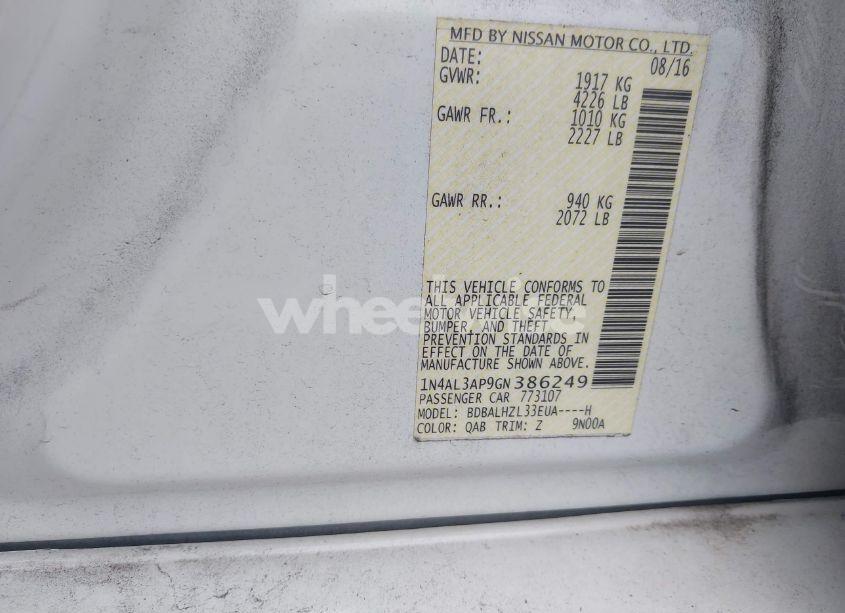 MFD BY NISSAN MOTOR CO., LTD.
DATE: 08/16
GVWR: 1917 KG
4226 LB
GAWR FR.: 1010 KG
2227 LB
GAWR RR.: 940 KG
2072 LB
THIS VEHICLE CONFORMS TO
ALL APPLICABLE FEDERAL
MOTOR VEHICLE SAFETY,
BUMPER, AND THEFT
PREVENTION STANDARDS IN
EFFECT ON THE DATE OF
MANUFACTURE SHOWN ABOVE.
1N4AL3AP9GN386249
PASSENGER CAR 773107
MODEL: BDBALHZL33EUA----H
COLOR: QAB TRIM: Z 9N00A